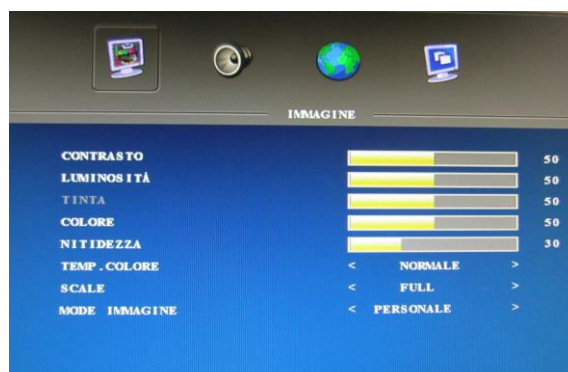 IMMAGINE
CONTRASTO 50
LUMINOSITÀ 50
TINTA 50
COLORE 50
NITIDEZZA 30
TEMP.COLORE < NORMALE >
SCALE < FULL >
MODE IMMAGINE < PERSONALE >